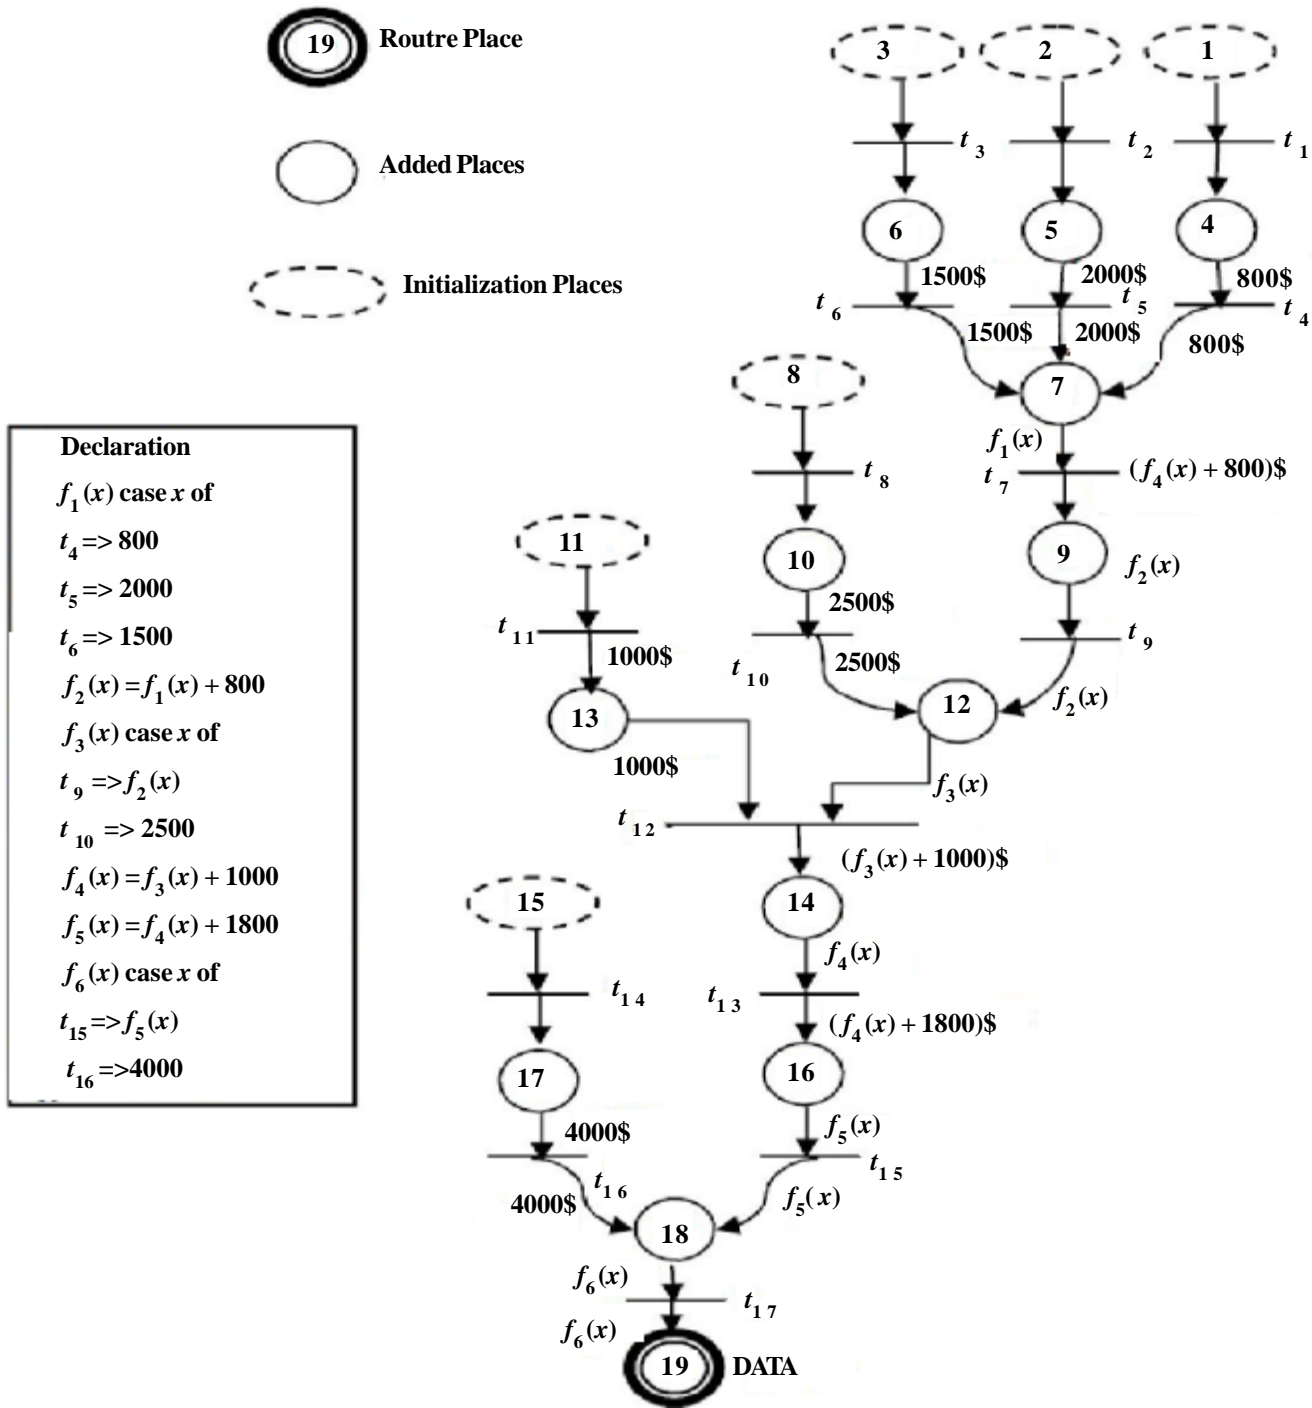 19 Routre Place
Added Places
Initialization Places
3 2 1
t3 t2 t1
6 5 4
1500$ 2000$ 800$
t6 t5 t4
1500$ 2000$ 800$
7
8
f1(x)
t7 (f4(x) + 800)$
t8
11
10 9 f2(x)
2500$
t11 t9
1000$ 2500$
t10
f2(x)
13 12
1000$
f3(x)
t12
(f3(x) + 1000)$
15 14
f4(x)
t14 t13
(f4(x) + 1800)$
17 16
4000$ f5(x)
t15
t16
4000$ f5(x)
18
f6(x)
t17
f6(x)
19 DATA
Declaration
f1(x) case x of
t4 => 800
t5 => 2000
t6 => 1500
f2(x) = f1(x) + 800
f3(x) case x of
t9 => f2(x)
t10 => 2500
f4(x) = f3(x) + 1000
f5(x) = f4(x) + 1800
f6(x) case x of
t15 => f5(x)
t16 => 4000